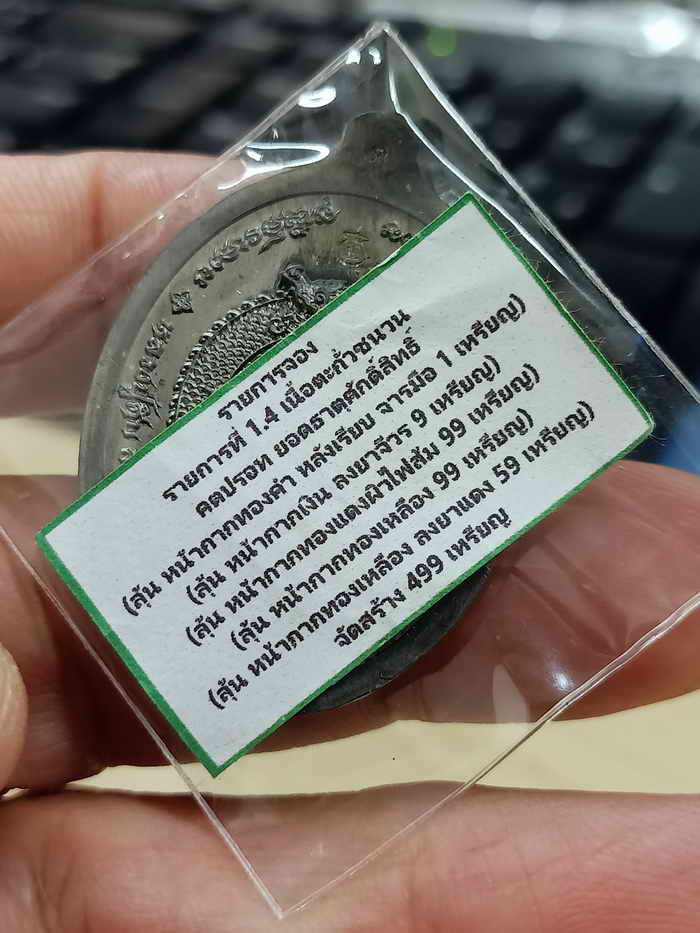 รายการจอง
รายการที่ 1.4 เนื้อตะกั่วชนวน
คตปรอท ยอดธาตุศักดิ์สิทธิ์
(ลุ้น หน้ากากทองคำ หลังเรียบ จารมือ 1 เหรียญ)
(ลุ้น หน้ากากเงิน ลงยาจีวร 9 เหรียญ)
(ลุ้น หน้ากากทองแดงผิวไฟส้ม 99 เหรียญ)
(ลุ้น หน้ากากทองเหลือง 99 เหรียญ)
(ลุ้น หน้ากากทองเหลือง ลงยาแดง 59 เหรียญ)
จัดสร้าง 499 เหรียญ